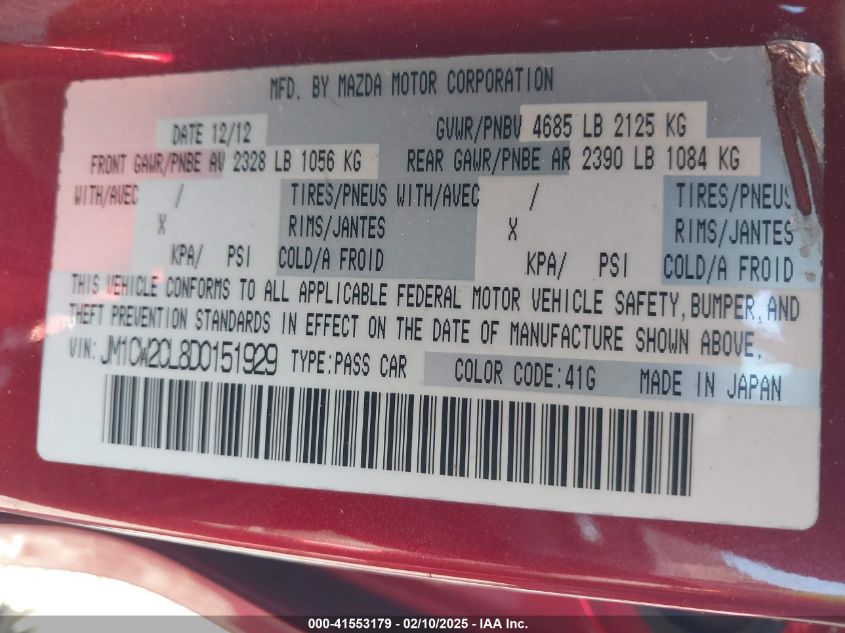 MFD. BY MAZDA MOTOR CORPORATION
DATE 12/12 GVWR/PNBV 4685 LB 2125 KG
FRONT GAWR/PNBE AV 2328 LB 1056 KG REAR GAWR/PNBE AR 2390 LB 1084 KG
WITH/AVEC / TIRES/PNEUS WITH/AVEC / TIRES/PNEUS
X RIMS/JANTES X RIMS/JANTES
KPA/ PSI COLD/A FROID KPA/ PSI COLD/A FROID
THIS VEHICLE CONFORMS TO ALL APPLICABLE FEDERAL MOTOR VEHICLE SAFETY, BUMPER, AND
THEFT PREVENTION STANDARDS IN EFFECT ON THE DATE OF MANUFACTURE SHOWN ABOVE.
VIN: JM1CW2CL8D0151929 TYPE: PASS CAR COLOR CODE: 41G MADE IN JAPAN
000-41553179 — 02/10/2025 — IAA Inc.